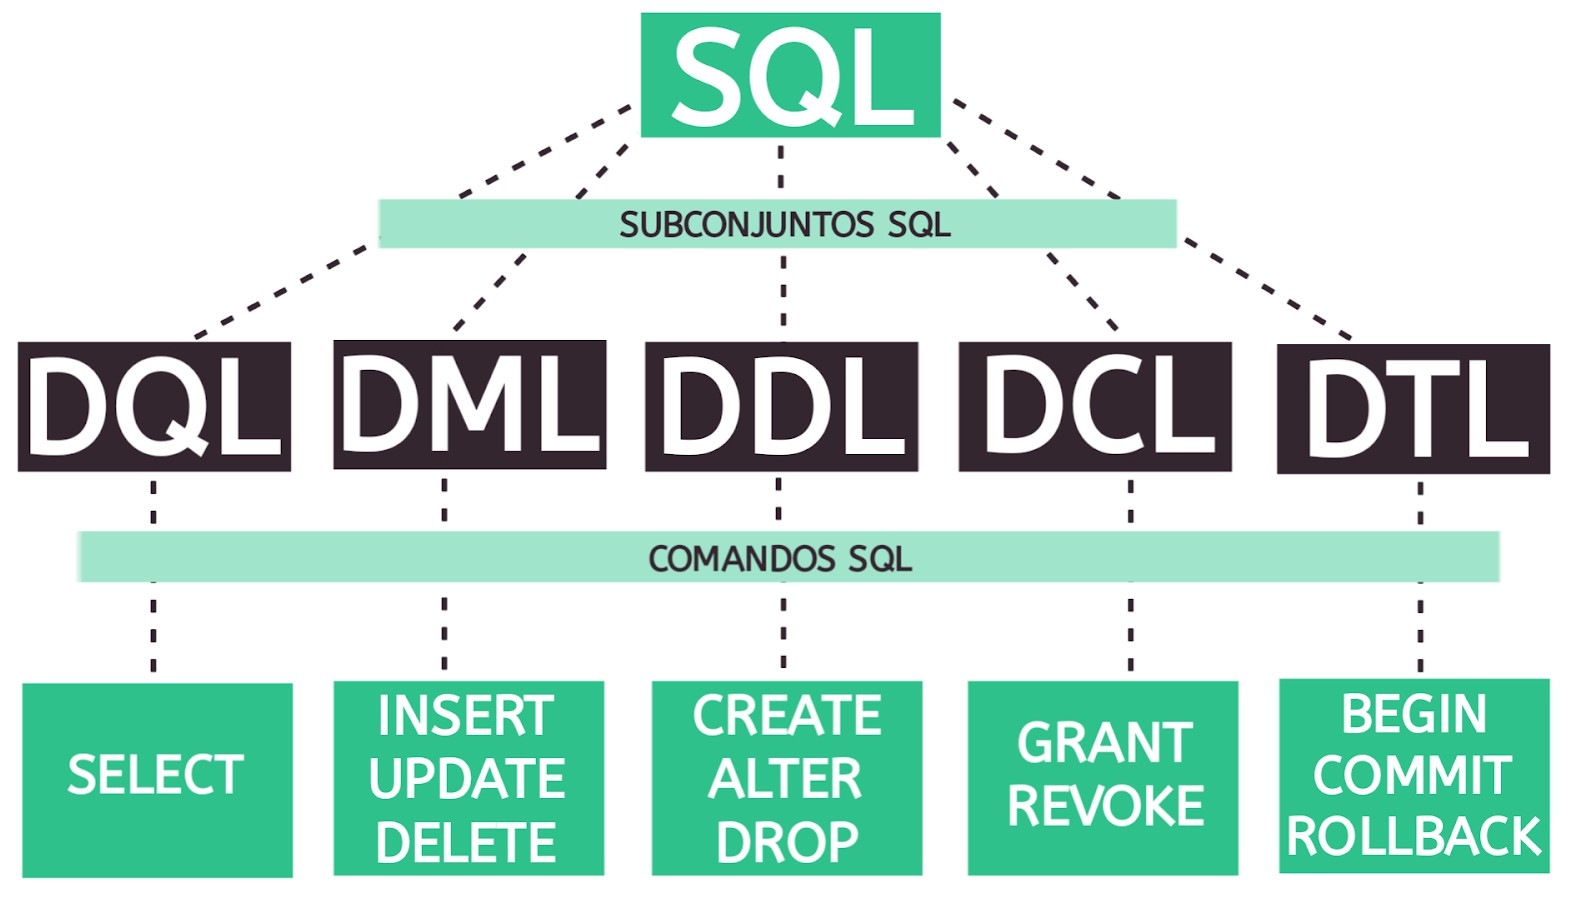 SQL
SUBCONJUNTOS SQL
DQL
DML
DDL
DCL
DTL
COMANDOS SQL
SELECT
INSERT
UPDATE
DELETE
CREATE
ALTER
DROP
GRANT
REVOKE
BEGIN
COMMIT
ROLLBACK